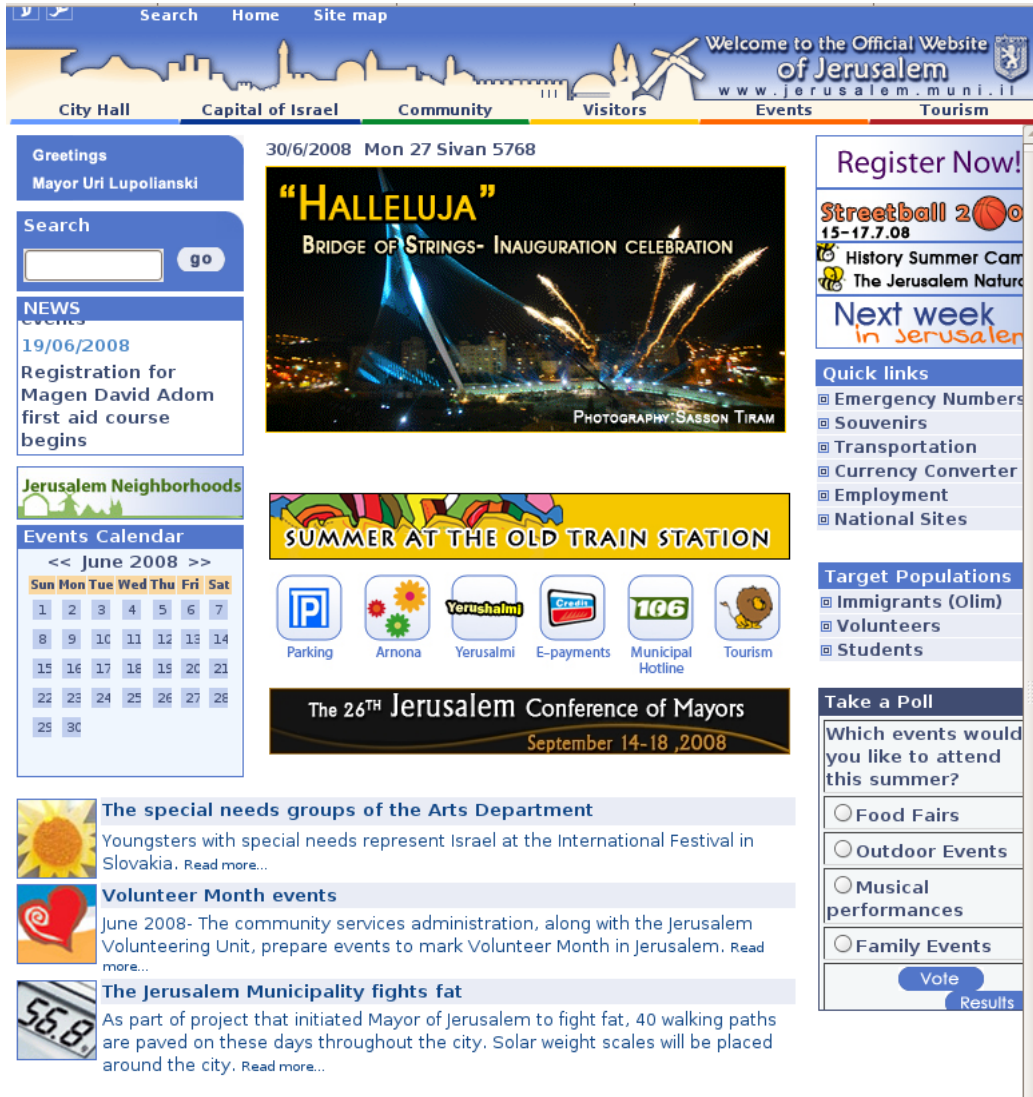 Search Home Site map
Welcome to the Official Website
of Jerusalem
www.jerusalem.muni.il
City Hall Capital of Israel Community Visitors Events Tourism
Greetings
Mayor Uri Lupolianski
Search
go
NEWS
events
19/06/2008
Registration for
Magen David Adom
first aid course
begins
Jerusalem Neighborhoods
Events Calendar
<< June 2008 >>
Sun Mon Tue Wed Thu Fri Sat
1 2 3 4 5 6 7
8 9 10 11 12 13 14
15 16 17 18 19 20 21
22 23 24 25 26 27 28
29 30
30/6/2008 Mon 27 Sivan 5768
“HALLELUJA”
BRIDGE OF STRINGS- INAUGURATION CELEBRATION
PHOTOGRAPHY:SASSON TIRAM
SUMMER AT THE OLD TRAIN STATION
P
Yerushalmi
Credit
106
Parking Arnona Yerusalmi E-payments Municipal Hotline Tourism
The 26TH Jerusalem Conference of Mayors
September 14-18 ,2008
Register Now!
Streetball 2
15-17.7.08
History Summer Cam
The Jerusalem Natur
Next week
in Jerusalem
Quick links
Emergency Numbers
Souvenirs
Transportation
Currency Converter
Employment
National Sites
Target Populations
Immigrants (Olim)
Volunteers
Students
Take a Poll
Which events would
you like to attend
this summer?
Food Fairs
Outdoor Events
Musical
performances
Family Events
Vote
Results
The special needs groups of the Arts Department
Youngsters with special needs represent Israel at the International Festival in
Slovakia. Read more...
Volunteer Month events
June 2008- The community services administration, along with the Jerusalem
Volunteering Unit, prepare events to mark Volunteer Month in Jerusalem. Read
more...
56.8
The Jerusalem Municipality fights fat
As part of project that initiated Mayor of Jerusalem to fight fat, 40 walking paths
are paved on these days throughout the city. Solar weight scales will be placed
around the city. Read more...